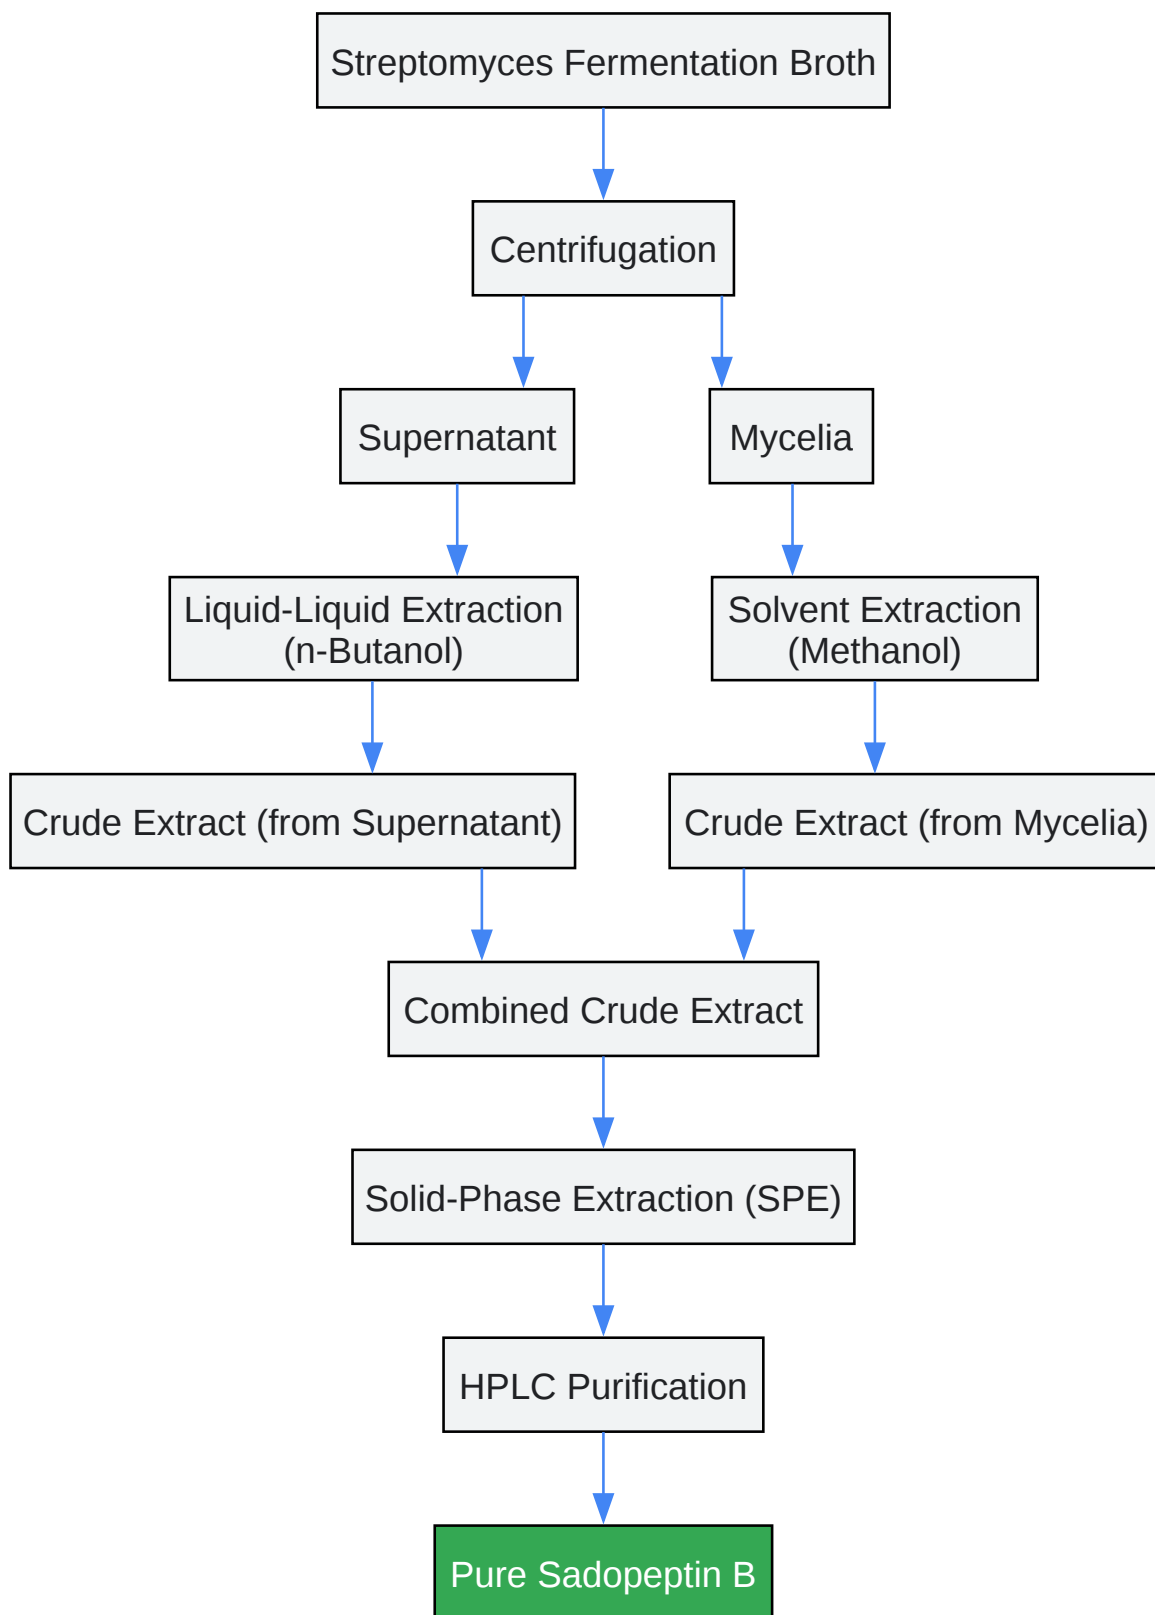 Streptomyces Fermentation Broth
Centrifugation
Supernatant
Mycelia
Liquid-Liquid Extraction
(n-Butanol)
Solvent Extraction
(Methanol)
Crude Extract (from Supernatant)
Crude Extract (from Mycelia)
Combined Crude Extract
Solid-Phase Extraction (SPE)
HPLC Purification
Pure Sadopeptin B